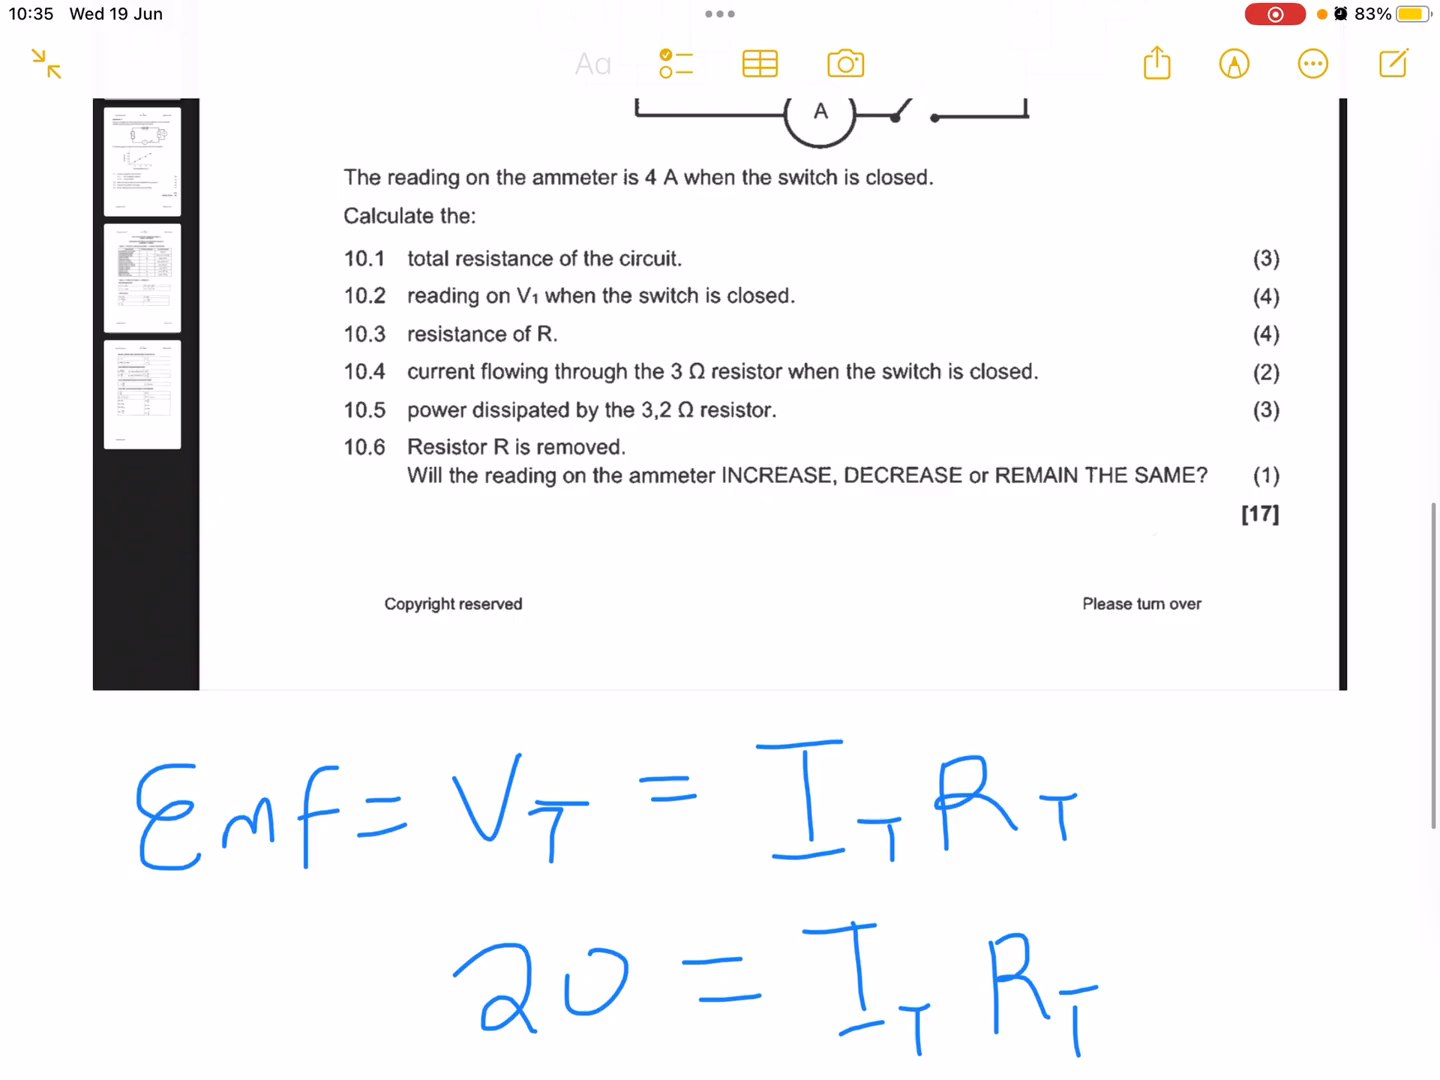 10:35 Wed 19 Jun
83%
Aa
A
The reading on the ammeter is 4 A when the switch is closed.
Calculate the:
10.1 total resistance of the circuit. (3)
10.2 reading on V₁ when the switch is closed. (4)
10.3 resistance of R. (4)
10.4 current flowing through the 3 Ω resistor when the switch is closed. (2)
10.5 power dissipated by the 3,2 Ω resistor. (3)
10.6 Resistor R is removed.
Will the reading on the ammeter INCREASE, DECREASE or REMAIN THE SAME? (1)
[17]
Copyright reserved Please turn over
Emf = V_T = I_T R_T
20 = I_T R_T